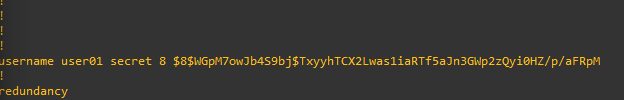 !
!
!
!
username user01 secret 8 $8$WGpM7owJb4S9bj$TxyyhTCX2Lwas1iaRTf5aJn3GWp2zQyi0HZ/p/aFRpM
!
redundancy